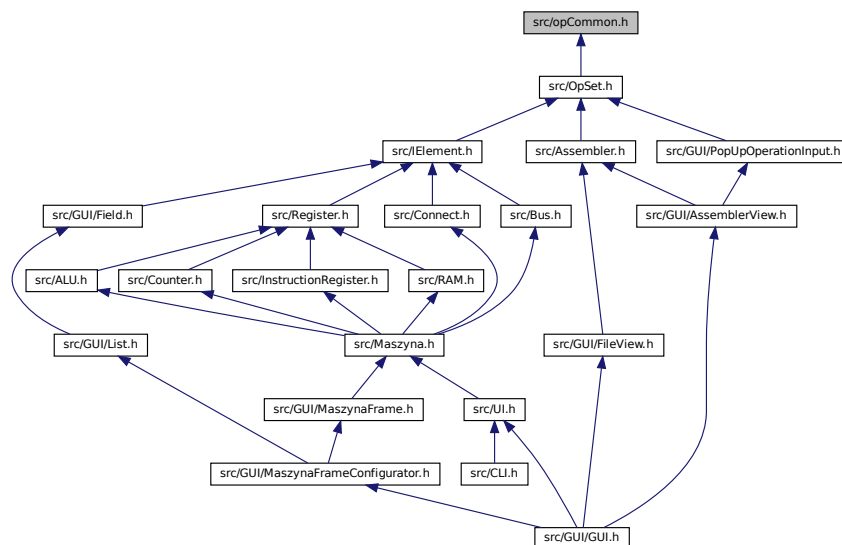 src/opCommon.h
src/OpSet.h
src/IElement.h
src/Assembler.h
src/GUI/PopUpOperationInput.h
src/GUI/Field.h
src/Register.h
src/Connect.h
src/Bus.h
src/GUI/AssemblerView.h
src/ALU.h
src/Counter.h
src/InstructionRegister.h
src/RAM.h
src/GUI/List.h
src/Maszyna.h
src/GUI/FileView.h
src/GUI/MaszynaFrame.h
src/UI.h
src/GUI/MaszynaFrameConfigurator.h
src/CLI.h
src/GUI/GUI.h